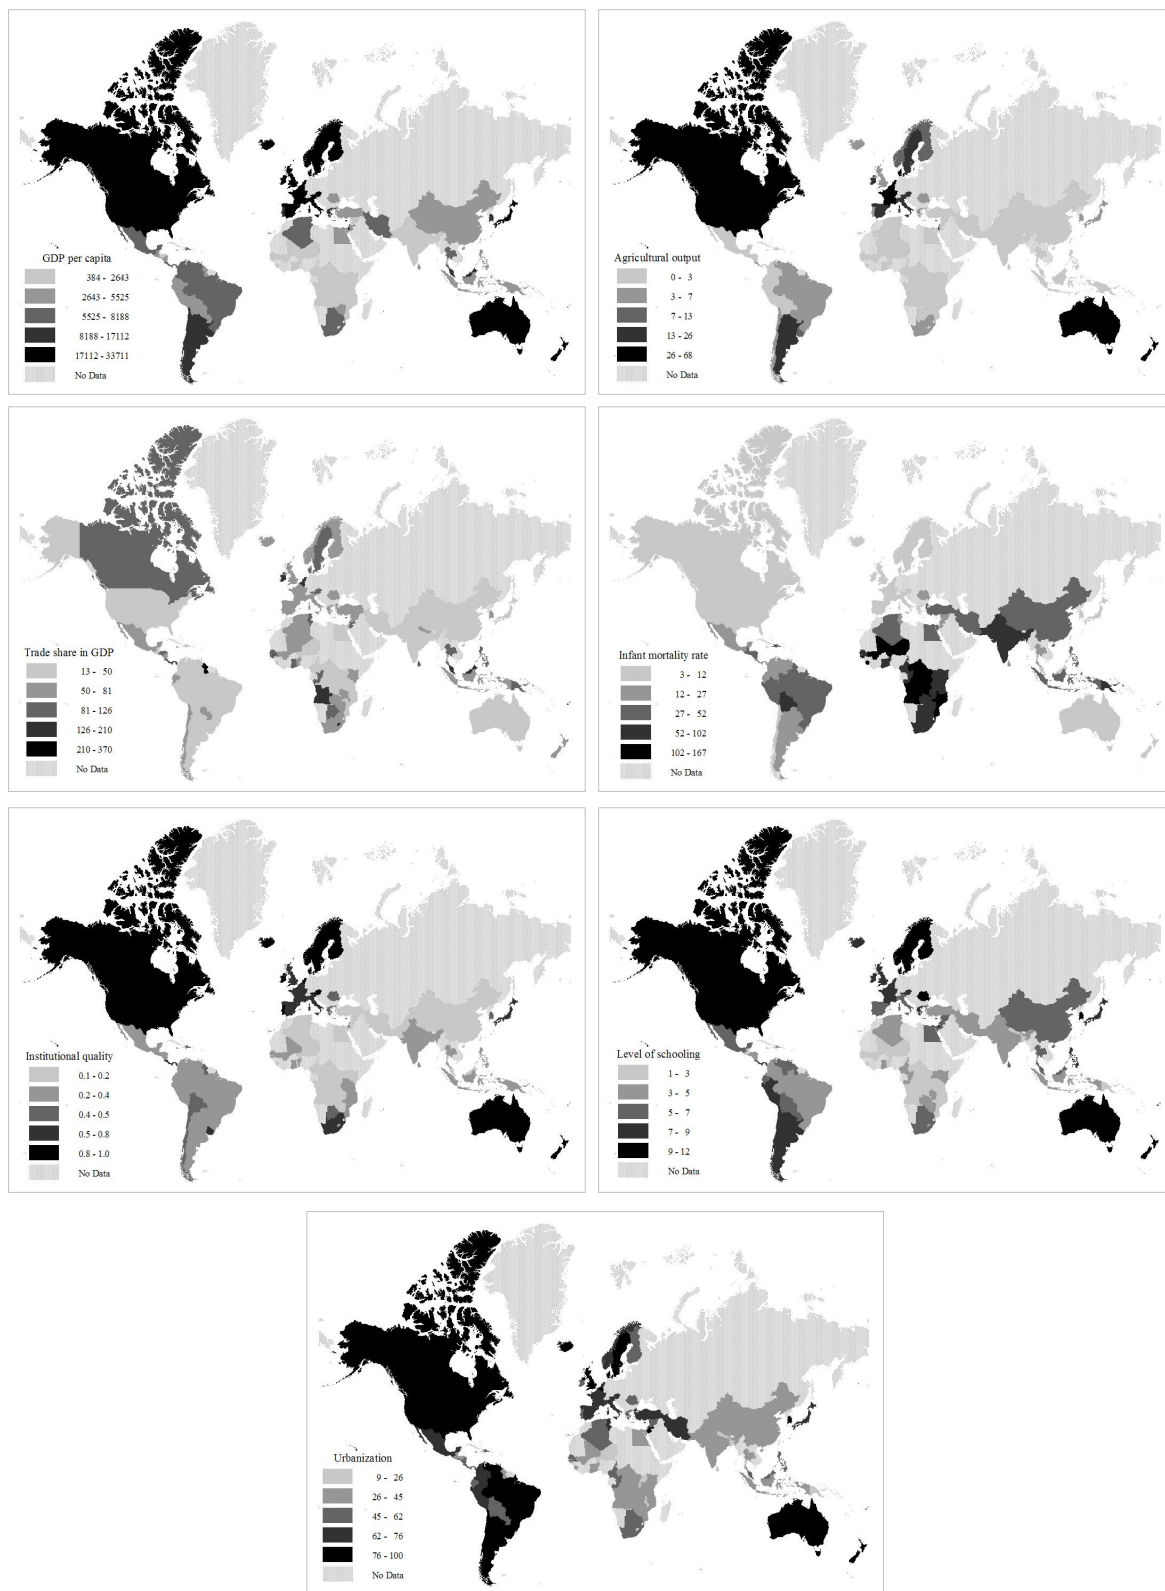 GDP per capita
384 - 2643
2643 - 5525
5525 - 8188
8188 - 17112
17112 - 33711
No Data
Agricultural output
0 - 3
3 - 7
7 - 13
13 - 26
26 - 68
No Data
Trade share in GDP
13 - 50
50 - 81
81 - 126
126 - 210
210 - 370
No Data
Infant mortality rate
3 - 12
12 - 27
27 - 52
52 - 102
102 - 167
No Data
Institutional quality
0.1 - 0.2
0.2 - 0.4
0.4 - 0.5
0.5 - 0.8
0.8 - 1.0
No Data
Level of schooling
1 - 3
3 - 5
5 - 7
7 - 9
9 - 12
No Data
Urbanization
9 - 26
26 - 45
45 - 62
62 - 76
76 - 100
No Data